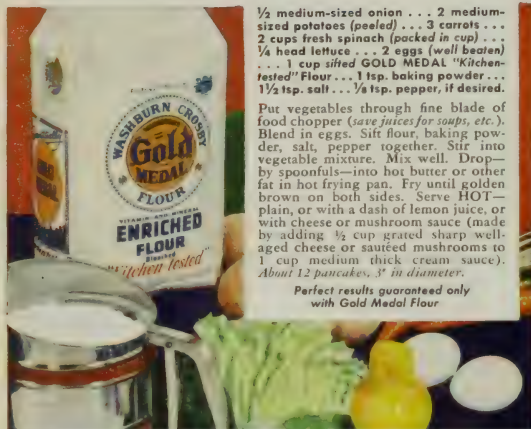 WASHBURN CROSBY
Gold
MEDAL
FLOUR
VITAMIN AND MINERAL
ENRICHED
FLOUR
Bleached
"Kitchen tested"
½ medium-sized onion . . . 2 medium-
sized potatoes (peeled) . . . 3 carrots . . .
2 cups fresh spinach (packed in cup) . . .
¼ head lettuce . . . 2 eggs (well beaten)
. . . 1 cup sifted GOLD MEDAL "Kitchen-
tested" Flour . . . 1 tsp. baking powder . . .
1½ tsp. salt . . . ⅛ tsp. pepper, if desired.
Put vegetables through fine blade of
food chopper (save juices for soups, etc.).
Blend in eggs. Sift flour, baking pow-
der, salt, pepper together. Stir into
vegetable mixture. Mix well. Drop—
by spoonfuls—into hot butter or other
fat in hot frying pan. Fry until golden
brown on both sides. Serve HOT—
plain, or with a dash of lemon juice, or
with cheese or mushroom sauce (made
by adding ½ cup grated sharp well-
aged cheese or sautéed mushrooms to
1 cup medium thick cream sauce).
About 12 pancakes, 3" in diameter.
Perfect results guaranteed only
with Gold Medal Flour